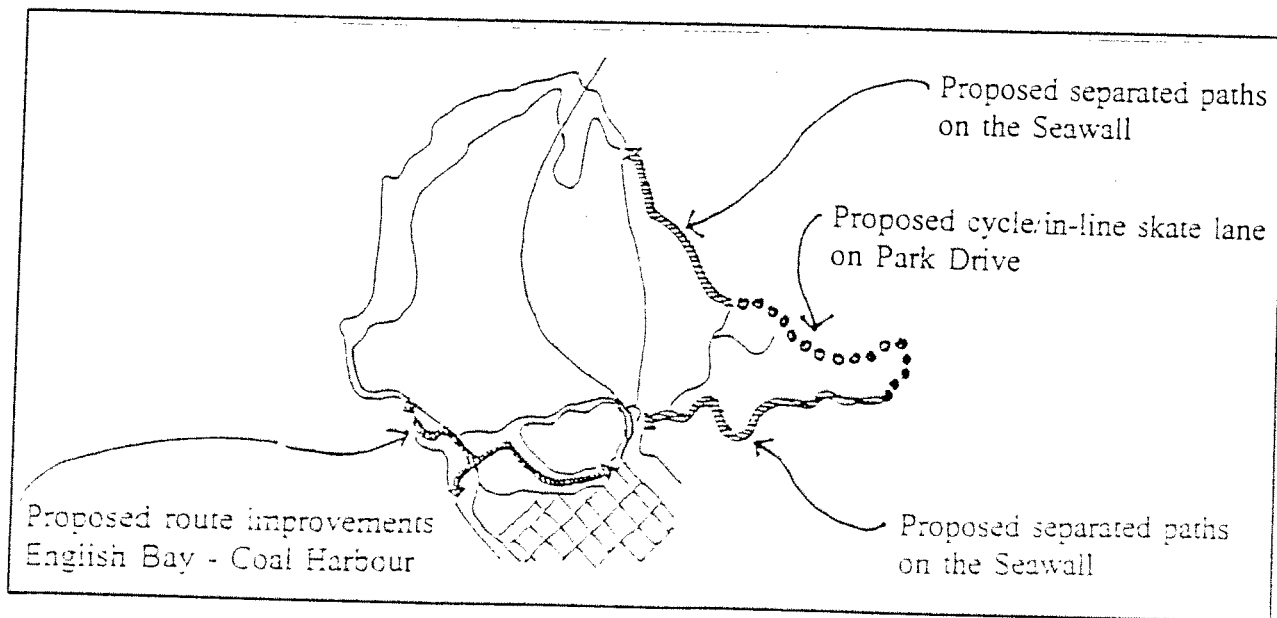 Proposed separated paths
on the Seawall
Proposed cycle/in-line skate lane
on Park Drive
Proposed route improvements
English Bay - Coal Harbour
Proposed separated paths
on the Seawall